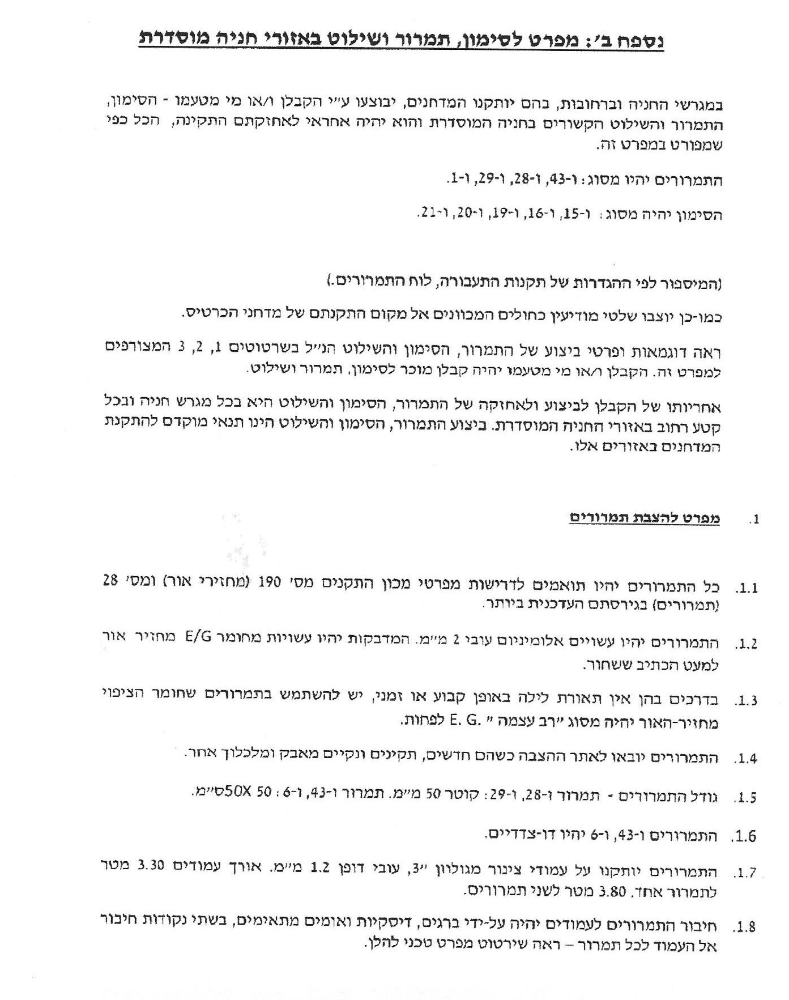 נספח ב': מפרט לסימון, תמרור ושילוט באזורי חניה מוסדרת
במגרשי החניה וברחובות, בהם יותקנו המדחנים, יבוצעו ע"י הקבלן ו/או מי מטעמו - הסימון,
התמרור והשילוט הקשורים בחניה המוסדרת והוא יהיה אחראי לאחזקתם התקינה, הכל כפי
שמפורט במפרט זה.
התמרורים יהיו מסוג: ו-43, ו-28, ו-29, ו-1.
הסימון יהיה מסוג: ו-15, ו-16, ו-19, ו-20, ו-21.
(המיספור לפי ההגדרות של תקנות התעבורה, לוח התמרורים.)
כמו-כן יוצבו שלטי מודיעין כחולים המכוונים אל מקום התקנתם של מדחני הכרטיס.
ראה דוגמאות ופרטי ביצוע של התמרור, הסימון והשילוט הנ"ל בשרטוטים 1, 2, 3 המצורפים
למפרט זה. הקבלן ו/או מי מטעמו יהיה קבלן מוכר לסימון, תמרור ושילוט.
אחריותו של הקבלן לביצוע ולאחזקה של התמרור, הסימון והשילוט היא בכל מגרש חניה ובכל
קטע רחוב באזורי החניה המוסדרת. ביצוע התמרור, הסימון והשילוט הינו תנאי מוקדם להתקנת
המדחנים באזורים אלו.
1. מפרט להצבת תמרורים
1.1. כל התמרורים יהיו תואמים לדרישות מפרטי מכון התקנים מס' 190 (מחזירי אור) ומס' 28
(תמרורים) בגירסתם העדכנית ביותר.
1.2. התמרורים יהיו עשויים אלומיניום עובי 2 מ"מ. המדבקות יהיו עשויות מחומר E/G מחזיר אור
למעט הכתיב ששחור.
1.3. בדרכים בהן אין תאורת לילה באופן קבוע או זמני, יש להשתמש בתמרורים שחומר הציפוי
מחזיר-האור יהיה מסוג "רב עצמה " .E. G לפחות.
1.4. התמרורים יובאו לאתר ההצבה כשהם חדשים, תקינים ונקיים מאבק ומלכלוך אחר.
1.5. גודל התמרורים - תמרור ו-28, ו-29: קוטר 50 מ"מ. תמרור ו-43, ו-6: 50 50Xס"מ.
1.6. התמרורים ו-43, ו-6 יהיו דו-צדדיים.
1.7. התמרורים יותקנו על עמודי צינור מגולוון "3, עובי דופן 1.2 מ"מ. אורך עמודים 3.30 מטר
לתמרור אחד. 3.80 מטר לשני תמרורים.
1.8. חיבור התמרורים לעמודים יהיה על-ידי ברגים, דיסקיות ואומים מתאימים, בשתי נקודות חיבור
אל העמוד לכל תמרור – ראה שירטוט מפרט טכני להלן.